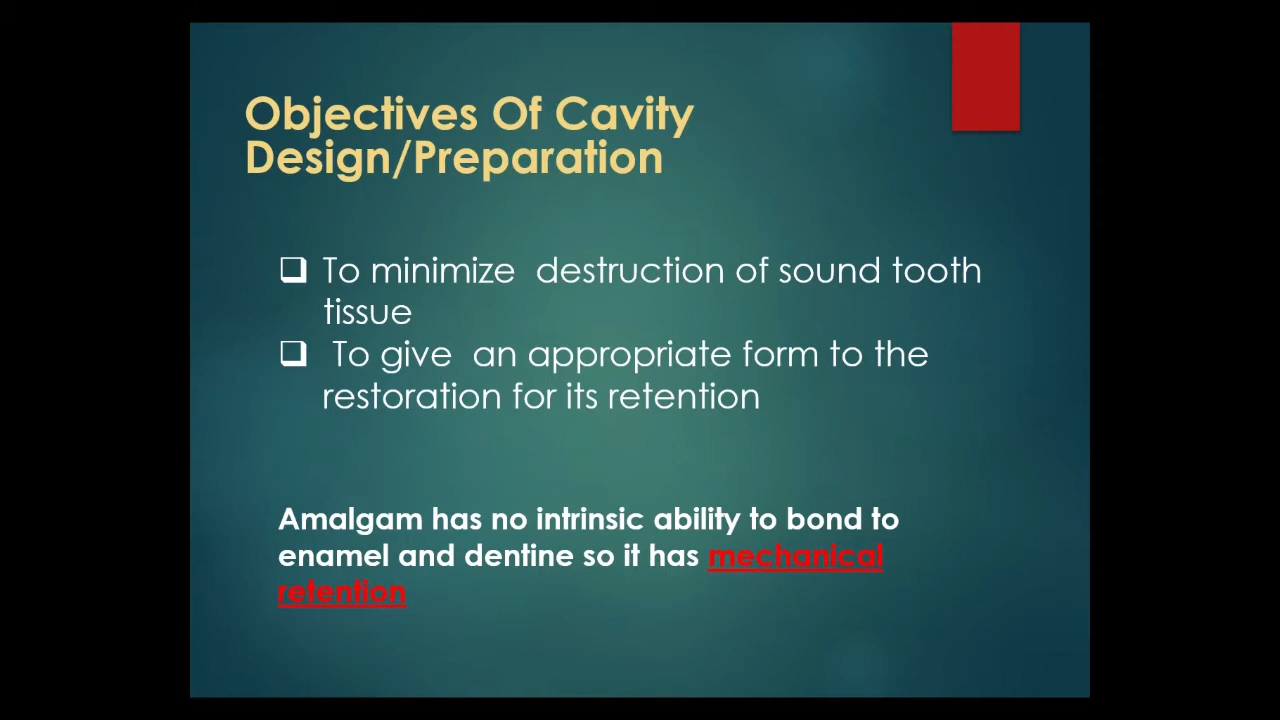 Objectives Of Cavity
Design/Preparation
❑ To minimize  destruction of sound tooth
tissue
❑  To give  an appropriate form to the
restoration for its retention
Amalgam has no intrinsic ability to bond to
enamel and dentine so it has mechanical
retention